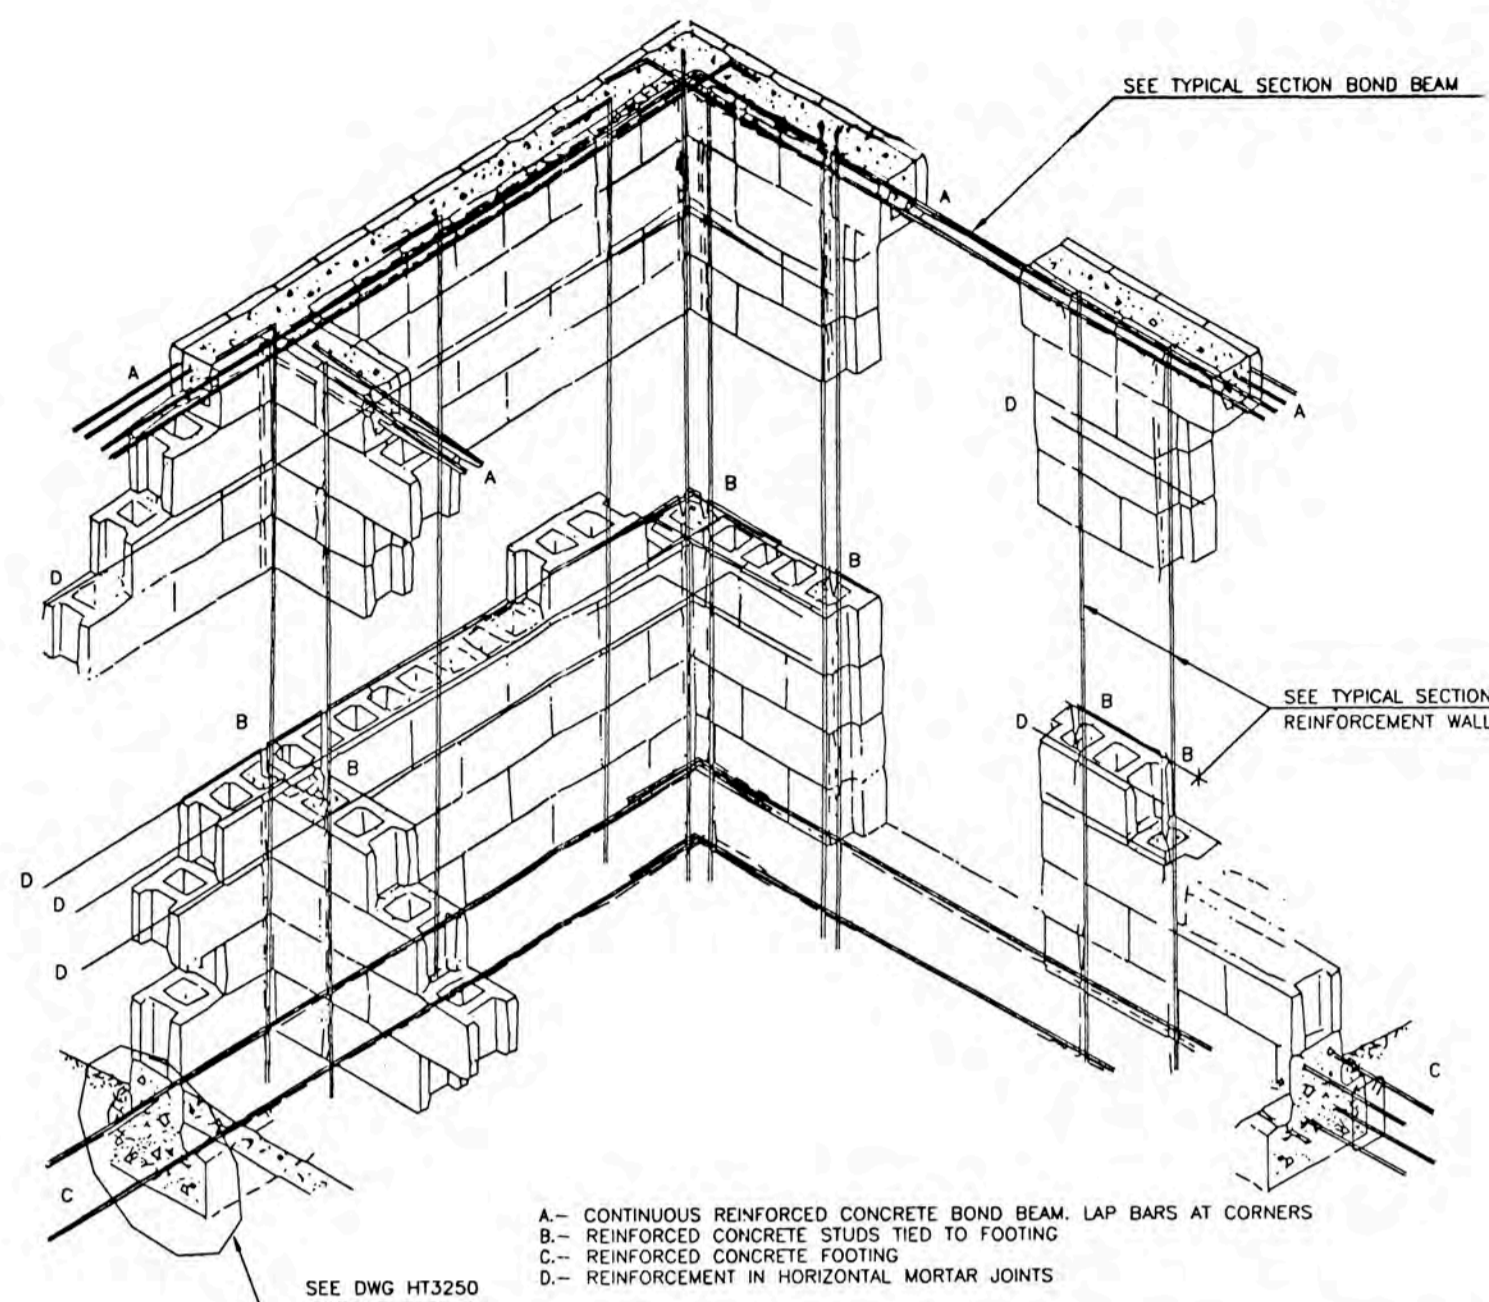 SEE TYPICAL SECTION BOND BEAM
A
A
D
A
A
A
B
D
B
SEE TYPICAL SECTION
REINFORCEMENT WALL
B
D
B
B
B
D
D
D
C
C
A.- CONTINUOUS REINFORCED CONCRETE BOND BEAM. LAP BARS AT CORNERS
B.- REINFORCED CONCRETE STUDS TIED TO FOOTING
C.- REINFORCED CONCRETE FOOTING
D.- REINFORCEMENT IN HORIZONTAL MORTAR JOINTS
SEE DWG HT3250